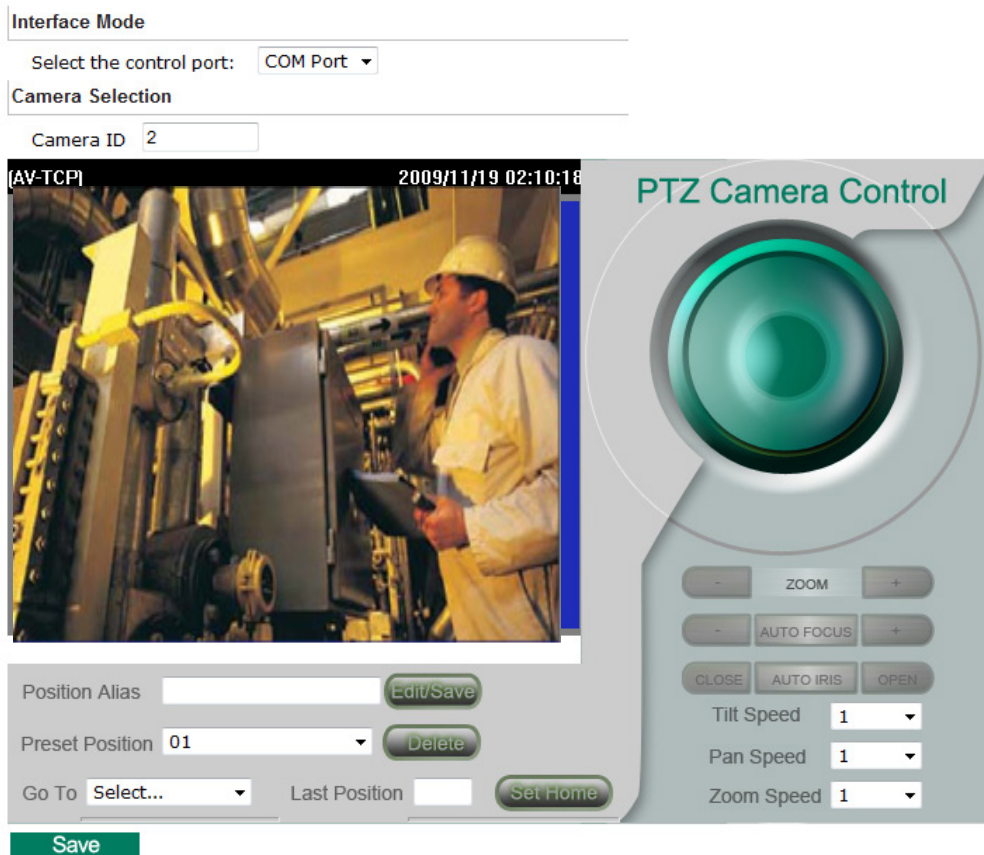 Interface Mode
Select the control port: COM Port
Camera Selection
Camera ID 2
(AV-TCP) 2009/11/19 02:10:18
PTZ Camera Control
- ZOOM +
- AUTO FOCUS +
CLOSE AUTO IRIS OPEN
Tilt Speed 1
Pan Speed 1
Zoom Speed 1
Position Alias Edit/Save
Preset Position 01 Delete
Go To Select... Last Position Set Home
Save